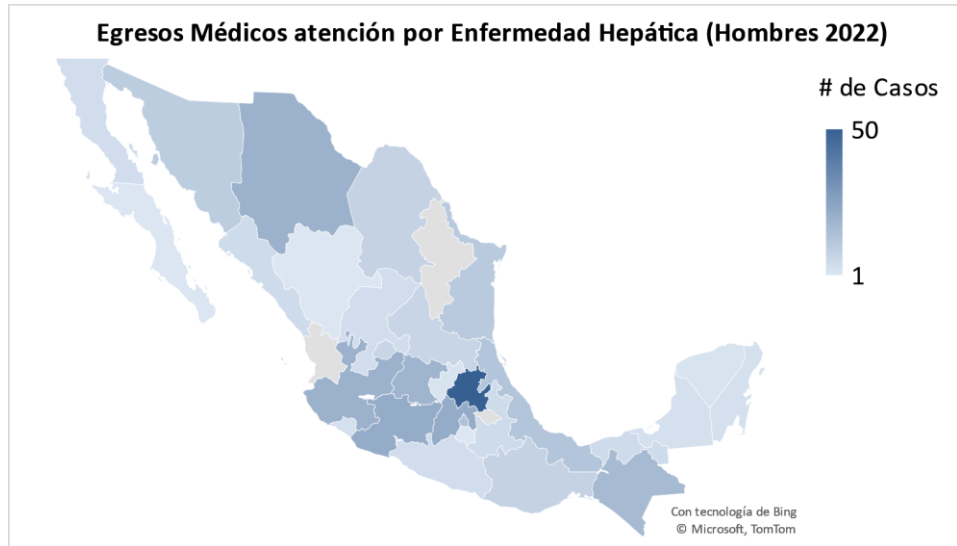 Egresos Médicos atención por Enfermedad Hepática (Hombres 2022)
# de Casos
50
1
Con tecnología de Bing
© Microsoft, TomTom